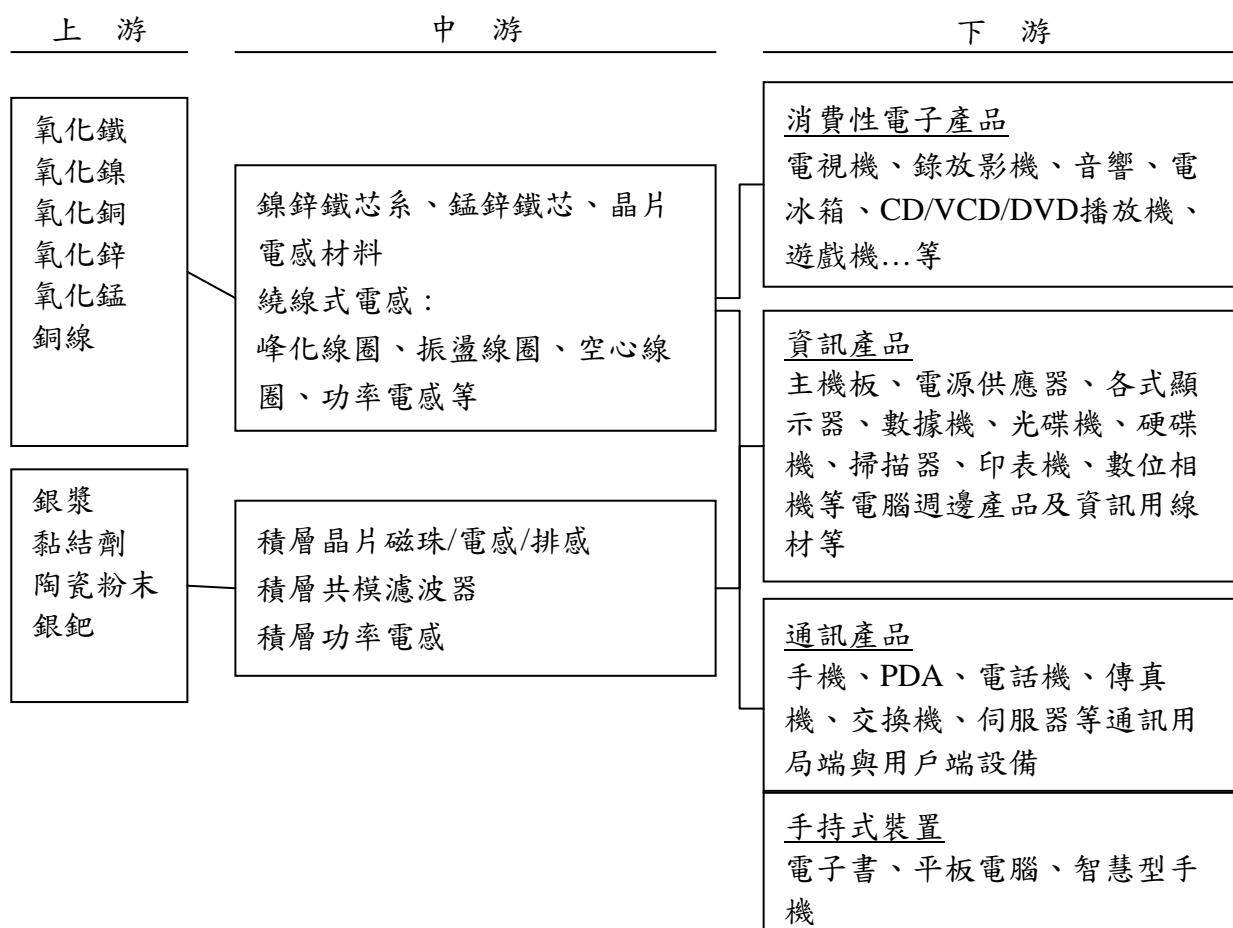 上 游
中 游
下 游
氧化鐵
氧化鎳
氧化銅
氧化鋅
氧化錳
銅線
銀漿
黏結劑
陶瓷粉末
銀鈀
鎳鋅鐵芯系、錳鋅鐵芯、晶片
電感材料
繞線式電感：
峰化線圈、振盪線圈、空心線
圈、功率電感等
積層晶片磁珠/電感/排感
積層共模濾波器
積層功率電感
消費性電子產品
電視機、錄放影機、音響、電
冰箱、CD/VCD/DVD播放機、
遊戲機…等
資訊產品
主機板、電源供應器、各式顯
示器、數據機、光碟機、硬碟
機、掃描器、印表機、數位相
機等電腦週邊產品及資訊用線
材等
通訊產品
手機、PDA、電話機、傳真
機、交換機、伺服器等通訊用
局端與用戶端設備
手持式裝置
電子書、平板電腦、智慧型手
機